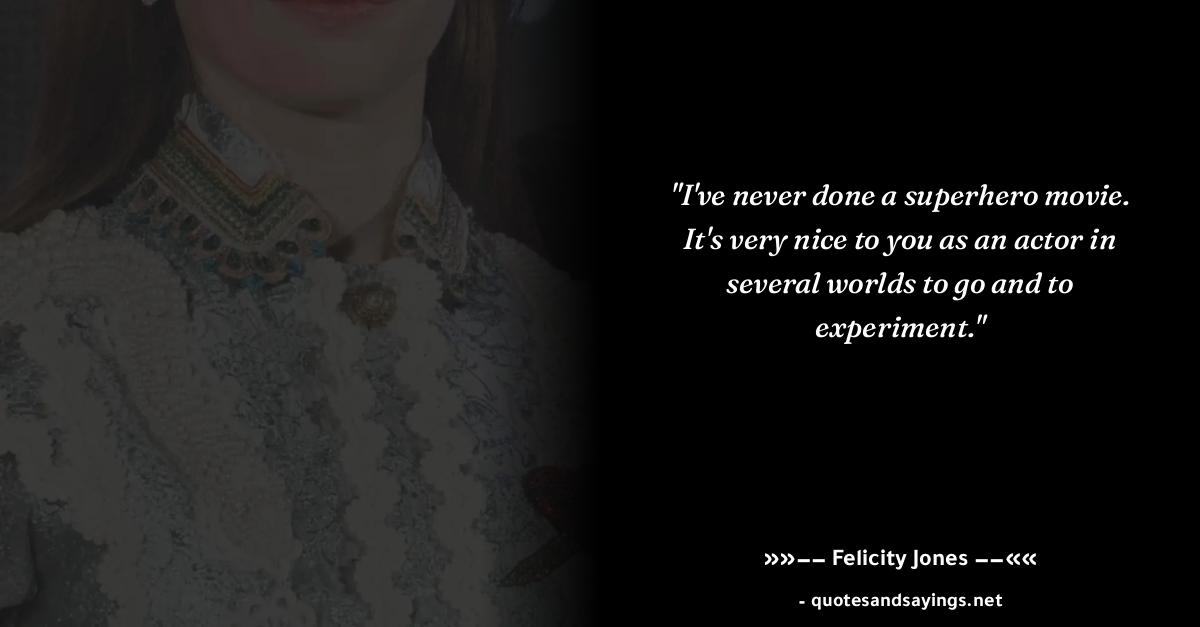 "I've never done a superhero movie.
It's very nice to you as an actor in
several worlds to go and to
experiment."
»»−− Felicity Jones −−««
- quotesandsayings.net